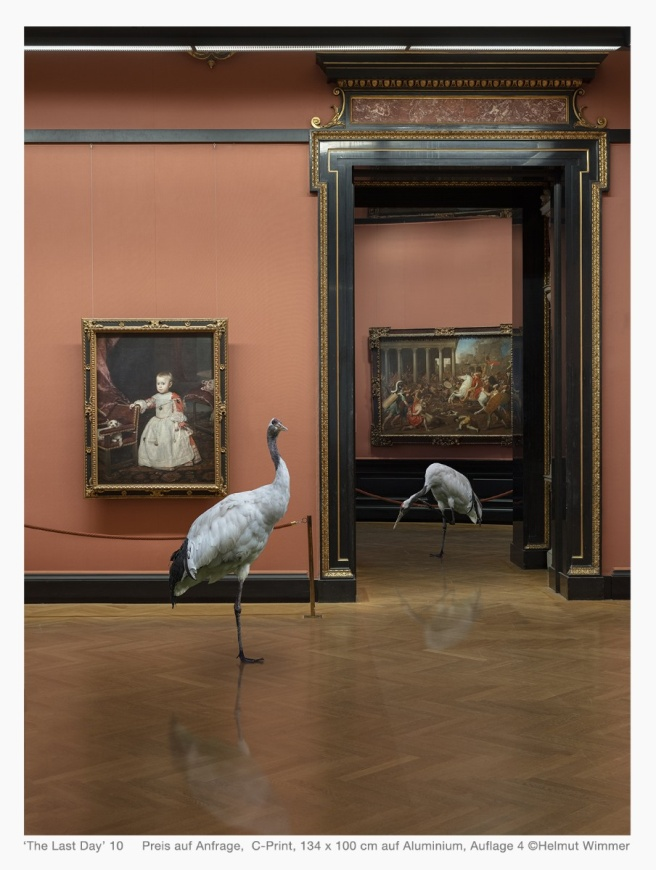 'The Last Day' 10 Preis auf Anfrage, C-Print, 134 x 100 cm auf Aluminium, Auflage 4 ©Helmut Wimmer